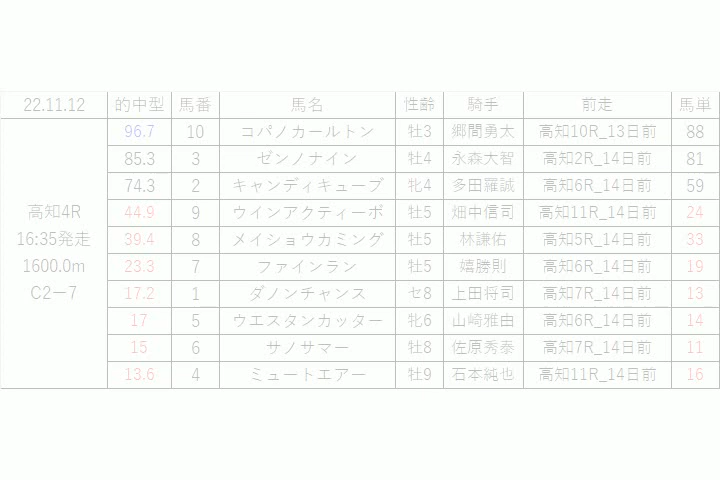 22.11.12 的中型 馬番 馬名 性齢 騎手 前走 馬単
96.7 10 コパノカールトン 牡3 郷間勇太 高知10R_13日前 88
85.3 3 ゼンノナイン 牡4 永森大智 高知2R_14日前 81
74.3 2 キャンディキューブ 牝4 多田羅誠 高知6R_14日前 59
高知4R 44.9 9 ウインアクティーボ 牡5 畑中信司 高知11R_14日前 24
16:35発走 39.4 8 メイショウカミング 牡5 林謙佑 高知5R_14日前 33
1600.0m 23.3 7 ファインラン 牡5 嬉勝則 高知6R_14日前 19
C2ー7 17.2 1 ダノンチャンス セ8 上田将司 高知7R_14日前 13
17 5 ウエスタンカッター 牝6 山崎雅由 高知6R_14日前 14
15 6 サノサマー 牡8 佐原秀泰 高知7R_14日前 11
13.6 4 ミュートエアー 牡9 石本純也 高知11R_14日前 16